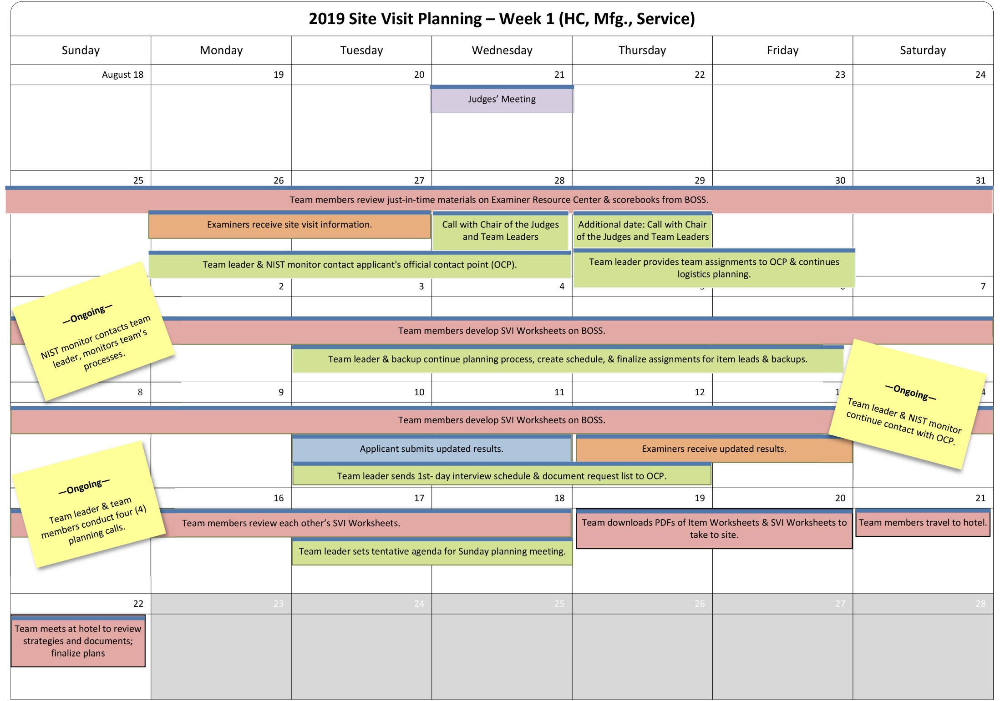 2019 Site Visit Planning – Week 1 (HC, Mfg., Service)
Sunday
Monday
Tuesday
Wednesday
Thursday
Friday
Saturday
August 18
19
20
21
22
23
24
Judges’ Meeting
25
26
27
28
29
30
31
Team members review just-in-time materials on Examiner Resource Center & scorebooks from BOSS.
Examiners receive site visit information.
Call with Chair of the Judges
and Team Leaders
Additional date: Call with Chair
of the Judges and Team Leaders
Team leader & NIST monitor contact applicant's official contact point (OCP).
Team leader provides team assignments to OCP & continues
logistics planning.
2
3
4
7
—Ongoing—
NIST monitor contacts team
leader, monitors team’s
processes.
Team members develop SVI Worksheets on BOSS.
Team leader & backup continue planning process, create schedule, & finalize assignments for item leads & backups.
8
9
10
11
12
—Ongoing—
Team leader & NIST monitor
continue contact with OCP.
Team members develop SVI Worksheets on BOSS.
Applicant submits updated results.
Examiners receive updated results.
Team leader sends 1st- day interview schedule & document request list to OCP.
—Ongoing—
Team leader & team
members conduct four (4)
planning calls.
16
17
18
19
20
21
Team members review each other’s SVI Worksheets.
Team downloads PDFs of Item Worksheets & SVI Worksheets to
take to site.
Team members travel to hotel.
Team leader sets tentative agenda for Sunday planning meeting.
22
23
24
25
26
27
28
Team meets at hotel to review
strategies and documents;
finalize plans